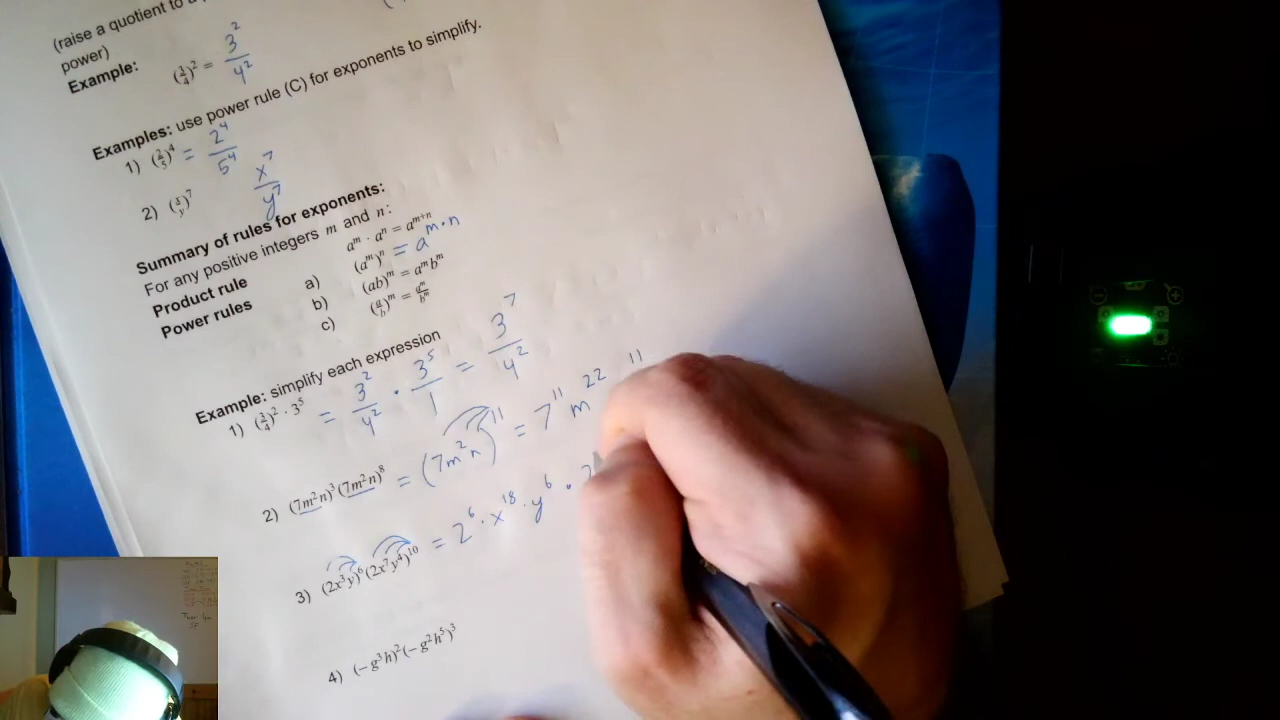 (raise a quotient to a
power)
Example: (3/4)² = 3²/4²
Examples: use power rule (C) for exponents to simplify.
1) (2/5)⁴ = 2⁴/5⁴
2) (x/y)⁷ x⁷/y⁷
Summary of rules for exponents:
For any positive integers m and n:
Product rule aᵐ · aⁿ = aᵐ⁺ⁿ
Power rules a) (aᵐ)ⁿ = a^m·n
b) (ab)ᵐ = aᵐbᵐ
c) (a/b)ᵐ = aᵐ/bᵐ
Example: simplify each expression
1) (3/4)² · 3⁵ = 3²/4² · 3⁵/1 = 3⁷/4²
2) (7m²n)³(7m²n)⁸ = (7m²n)¹¹ = 7¹¹ m²² ¹¹
3) (2x³y)⁶(2x⁷y⁴)¹⁰ = 2⁶ · x¹⁸ · y⁶ ·
4) (−g³h)²(−g²h⁵)³